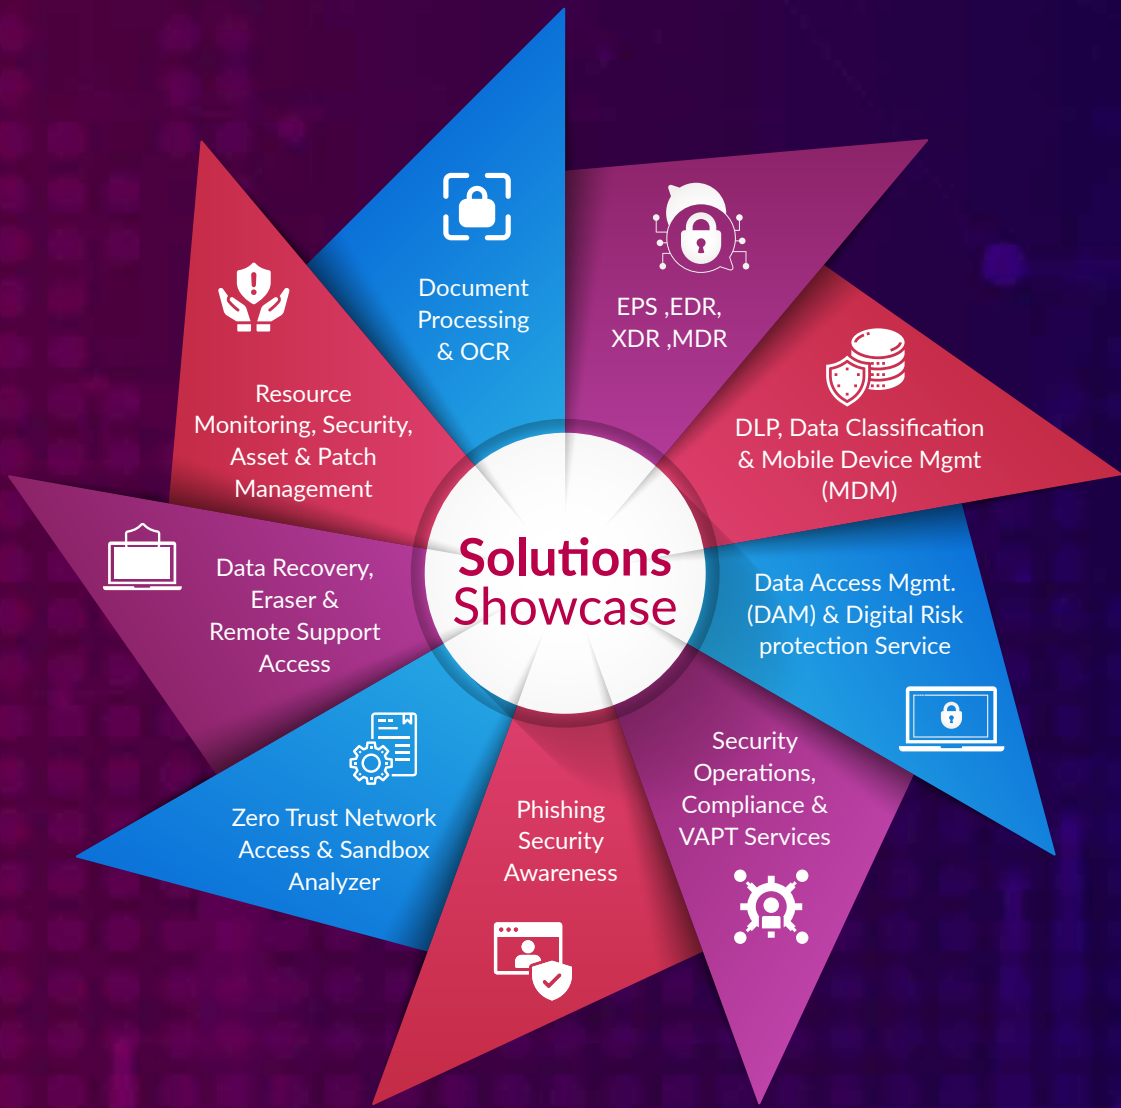 Solutions
Showcase
Document
Processing
& OCR
EPS ,EDR,
XDR ,MDR
DLP, Data Classification
& Mobile Device Mgmt
(MDM)
Data Access Mgmt.
(DAM) & Digital Risk
protection Service
Security
Operations,
Compliance &
VAPT Services
Phishing
Security
Awareness
Zero Trust Network
Access & Sandbox
Analyzer
Data Recovery,
Eraser &
Remote Support
Access
Resource
Monitoring, Security,
Asset & Patch
Management